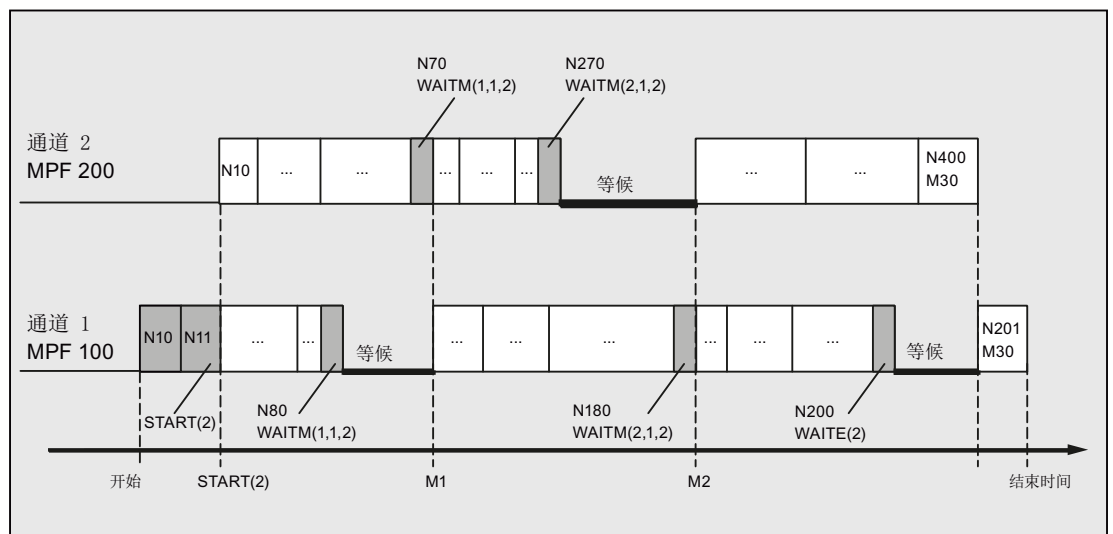 N70
WAITM(1,1,2)
N270
WAITM(2,1,2)
通道 2
MPF 200
N10
...
...
...
...
...
等候
...
...
N400
M30
通道 1
MPF 100
N10
N11
...
...
等候
...
...
...
...
...
...
等候
N201
M30
START(2)
N80
WAITM(1,1,2)
N180
WAITM(2,1,2)
N200
WAITE(2)
开始
START(2)
M1
M2
结束时间